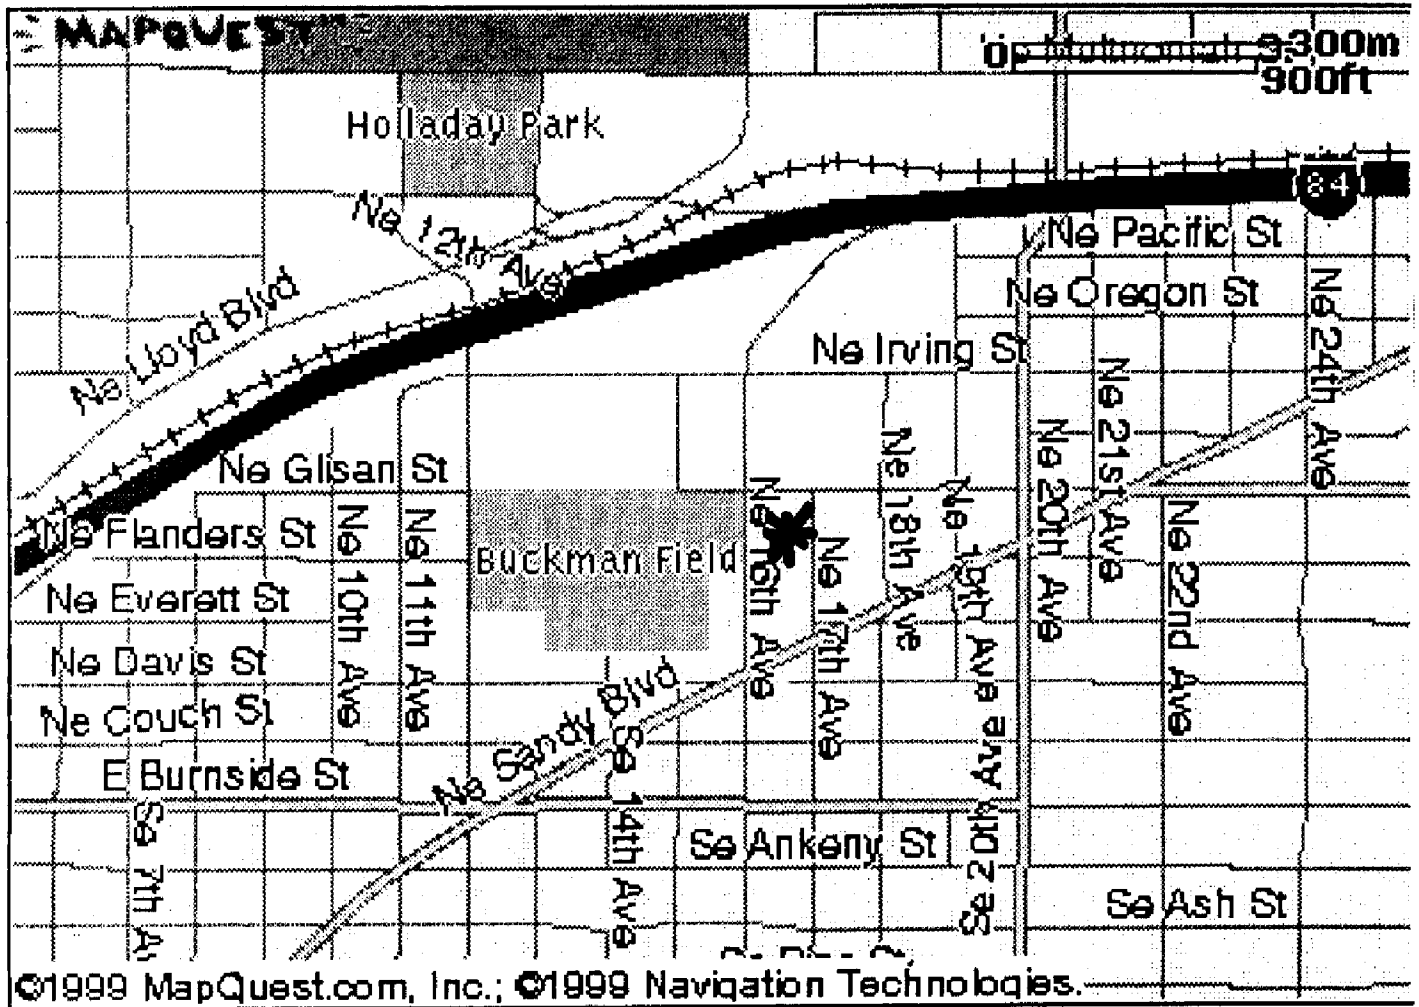 MAPQUEST
0 300m
900ft
Holladay Park
84
Ne 12th Ave
Ne Pacific St
Ne Lloyd Blvd
Ne Oregon St
Ne 24th Ave
Ne Irving St
Ne 21st Ave
Ne Glisan St
Ne 20th Ave
Ne 18th Ave
Ne 19th Ave
Ne 16th Ave
Ne Flanders St
Ne 10th Ave
Ne 11th Ave
Buckman Field
Ne 17th Ave
Ne 22nd Ave
Ne Everett St
Ne Davis St
Ne Couch St
Ne Sandy Blvd
E Burnside St
Se 14th Ave
Se 20th Ave
Se 7th Av
Se Ankeny St
Se Ash St
©1999 MapQuest.com, Inc.; ©1999 Navigation Technologies.